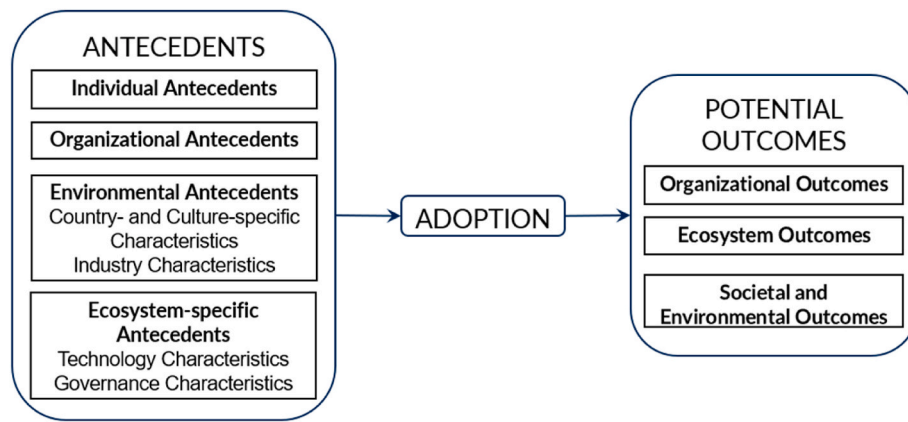 ANTECEDENTS
Individual Antecedents
Organizational Antecedents
Environmental Antecedents
Country- and Culture-specific
Characteristics
Industry Characteristics
Ecosystem-specific
Antecedents
Technology Characteristics
Governance Characteristics
ADOPTION
POTENTIAL
OUTCOMES
Organizational Outcomes
Ecosystem Outcomes
Societal and
Environmental Outcomes